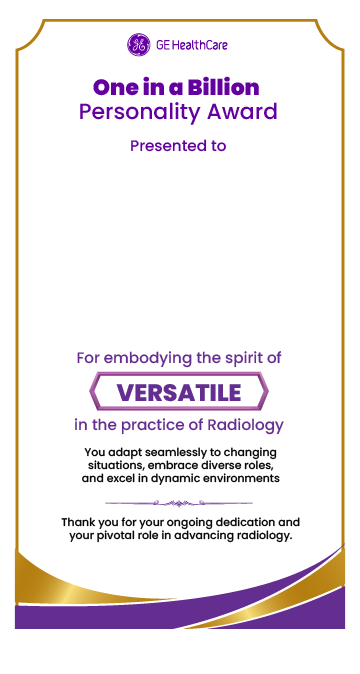 GE HealthCare
One in a Billion
Personality Award
Presented to
For embodying the spirit of
VERSATILE
in the practice of Radiology
You adapt seamlessly to changing
situations, embrace diverse roles,
and excel in dynamic environments
Thank you for your ongoing dedication and
your pivotal role in advancing radiology.